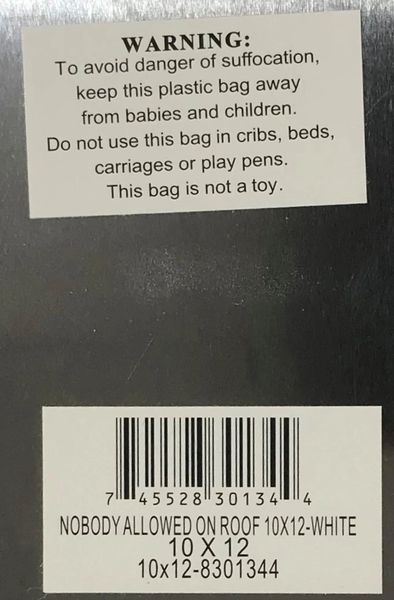 WARNING:
To avoid danger of suffocation,
keep this plastic bag away
from babies and children.
Do not use this bag in cribs, beds,
carriages or play pens.
This bag is not a toy.
7 45528 30134 4
NOBODY ALLOWED ON ROOF 10X12-WHITE
10 X 12
10x12-8301344